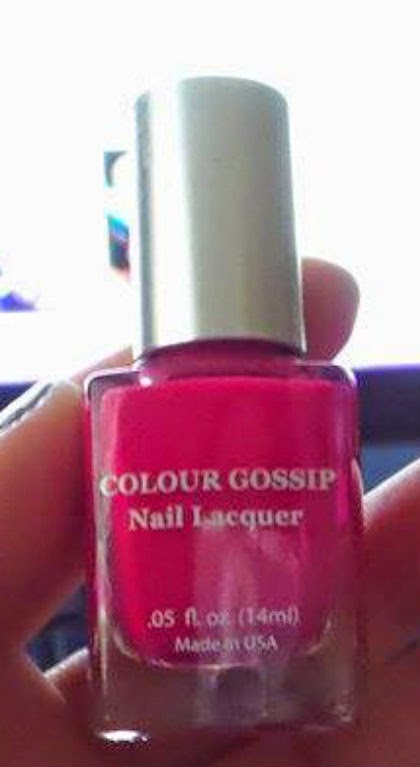 COLOUR GOSSIP
Nail Lacquer
.05 fl. oz. (14ml)
Made in USA